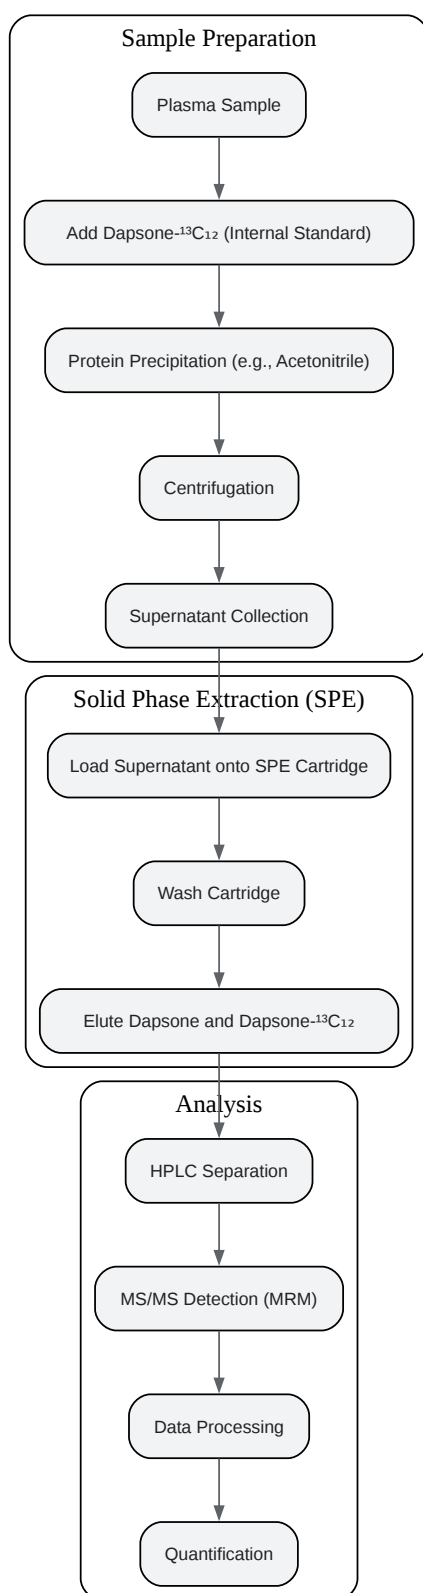 Sample Preparation
Plasma Sample
Add Dapsone-¹³C₁₂ (Internal Standard)
Protein Precipitation (e.g., Acetonitrile)
Centrifugation
Supernatant Collection
Solid Phase Extraction (SPE)
Load Supernatant onto SPE Cartridge
Wash Cartridge
Elute Dapsone and Dapsone-¹³C₁₂
Analysis
HPLC Separation
MS/MS Detection (MRM)
Data Processing
Quantification